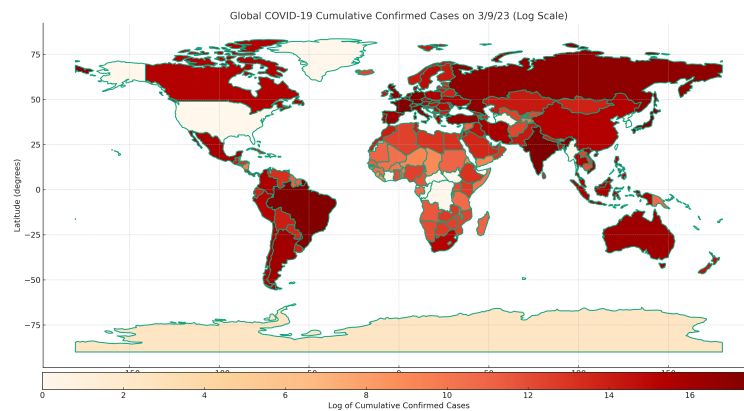 Global COVID-19 Cumulative Confirmed Cases on 3/9/23 (Log Scale)
75
50
25
0
−25
−50
−75
Latitude (degrees)
0 2 4 6 8 10 12 14 16
Log of Cumulative Confirmed Cases